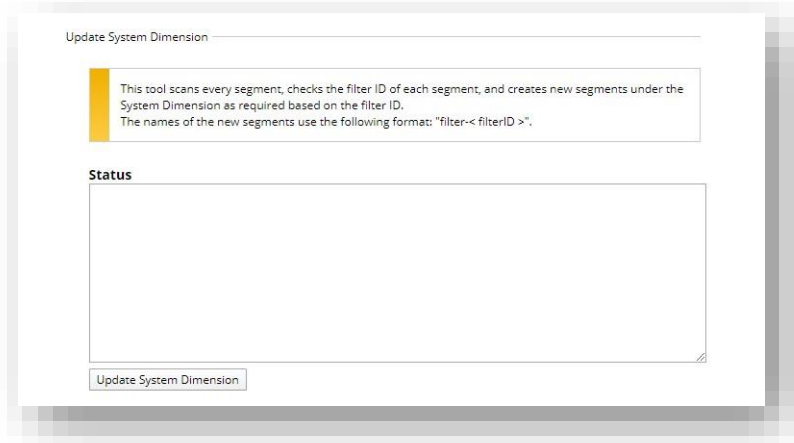 Update System Dimension
This tool scans every segment, checks the filter ID of each segment, and creates new segments under the
System Dimension as required based on the filter ID.
The names of the new segments use the following format: "filter-< filterID >".
Status
Update System Dimension